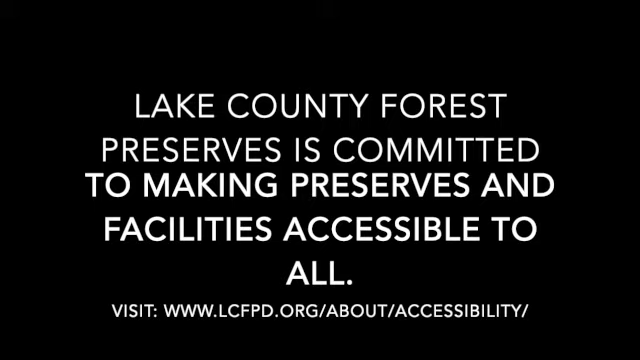 LAKE COUNTY FOREST
PRESERVES IS COMMITTED
TO MAKING PRESERVES AND
FACILITIES ACCESSIBLE TO
ALL.
VISIT: WWW.LCFPD.ORG/ABOUT/ACCESSIBILITY/